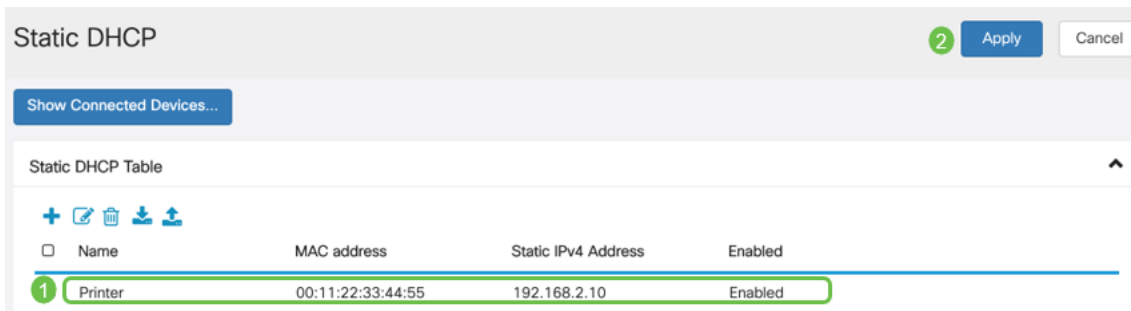 Static DHCP
2 Apply Cancel
Show Connected Devices...
Static DHCP Table
Name MAC address Static IPv4 Address Enabled
1 Printer 00:11:22:33:44:55 192.168.2.10 Enabled